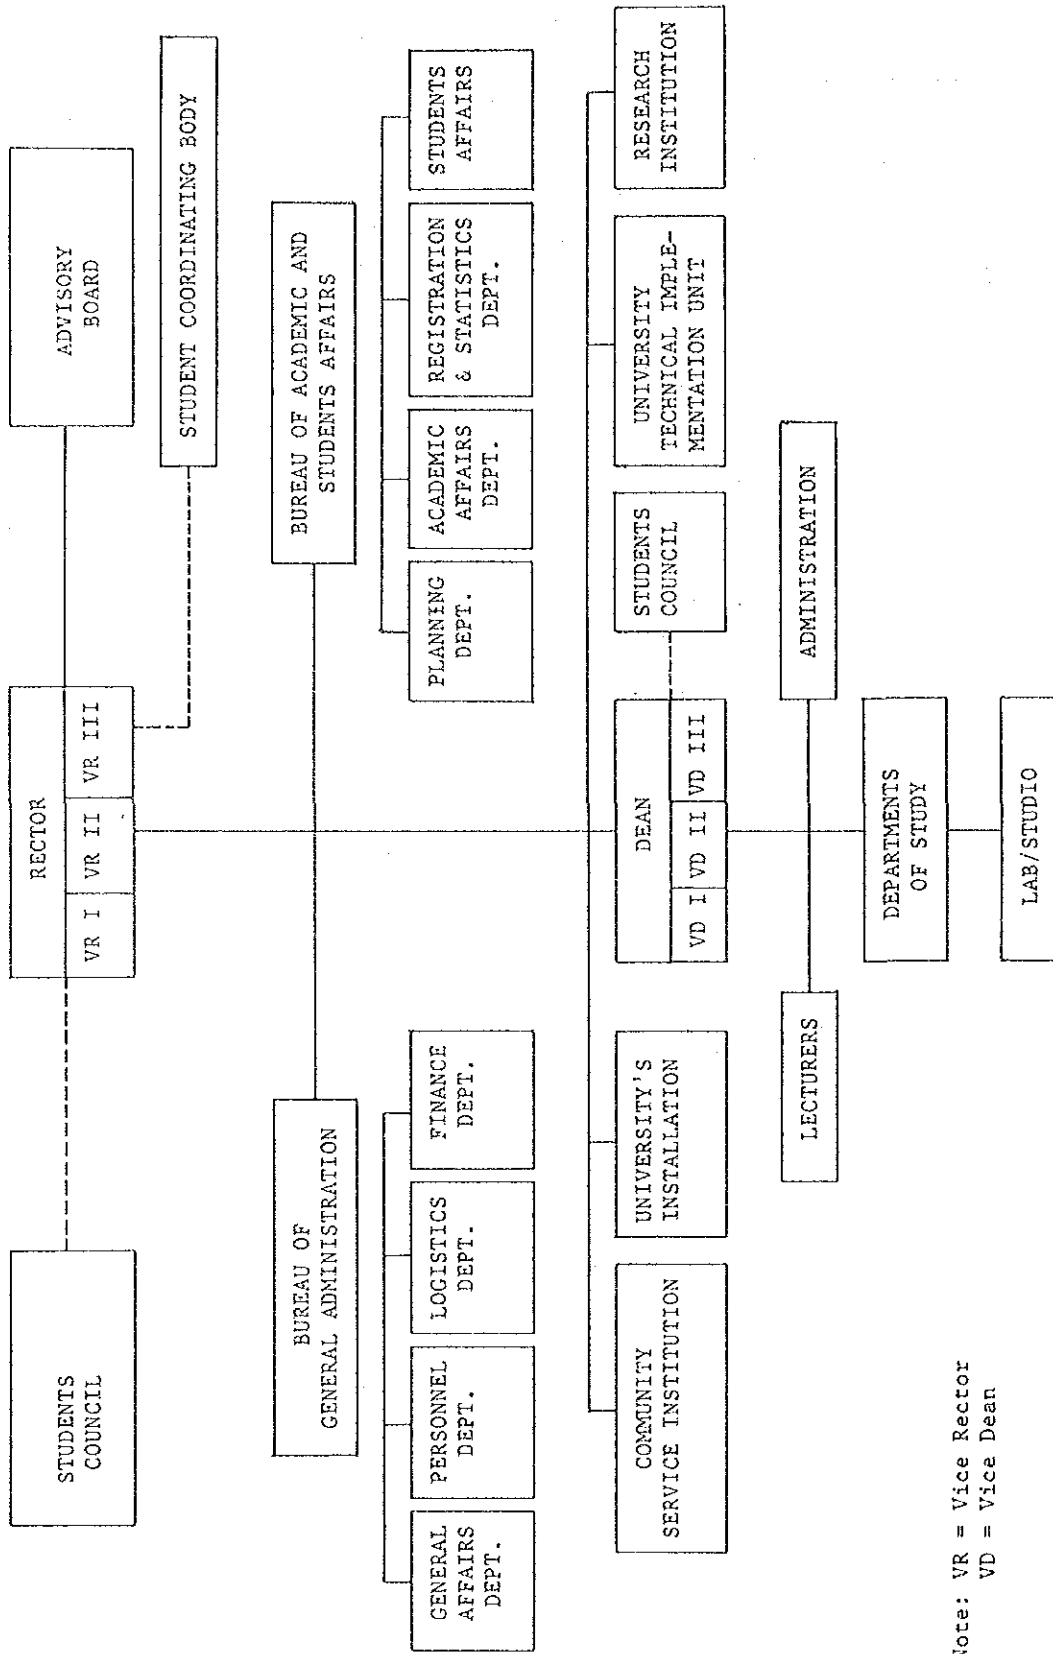 STUDENTS
COUNCIL
RECTOR
VR I
VR II
VR III
ADVISORY
BOARD
STUDENT COORDINATING BODY
BUREAU OF
GENERAL ADMINISTRATION
BUREAU OF ACADEMIC AND
STUDENTS AFFAIRS
GENERAL
AFFAIRS
DEPT.
PERSONNEL
DEPT.
LOGISTICS
DEPT.
FINANCE
DEPT.
PLANNING
DEPT.
ACADEMIC
AFFAIRS
DEPT.
REGISTRATION
& STATISTICS
DEPT.
STUDENTS
AFFAIRS
COMMUNITY
SERVICE INSTITUTION
UNIVERSITY'S
INSTALLATION
DEAN
VD I
VD II
VD III
STUDENTS
COUNCIL
UNIVERSITY
TECHNICAL IMPLE-
MENTATION UNIT
RESEARCH
INSTITUTION
LECTURERS
ADMINISTRATION
DEPARTMENTS
OF STUDY
LAB/STUDIO
Note: VR = Vice Rector
VD = Vice Dean